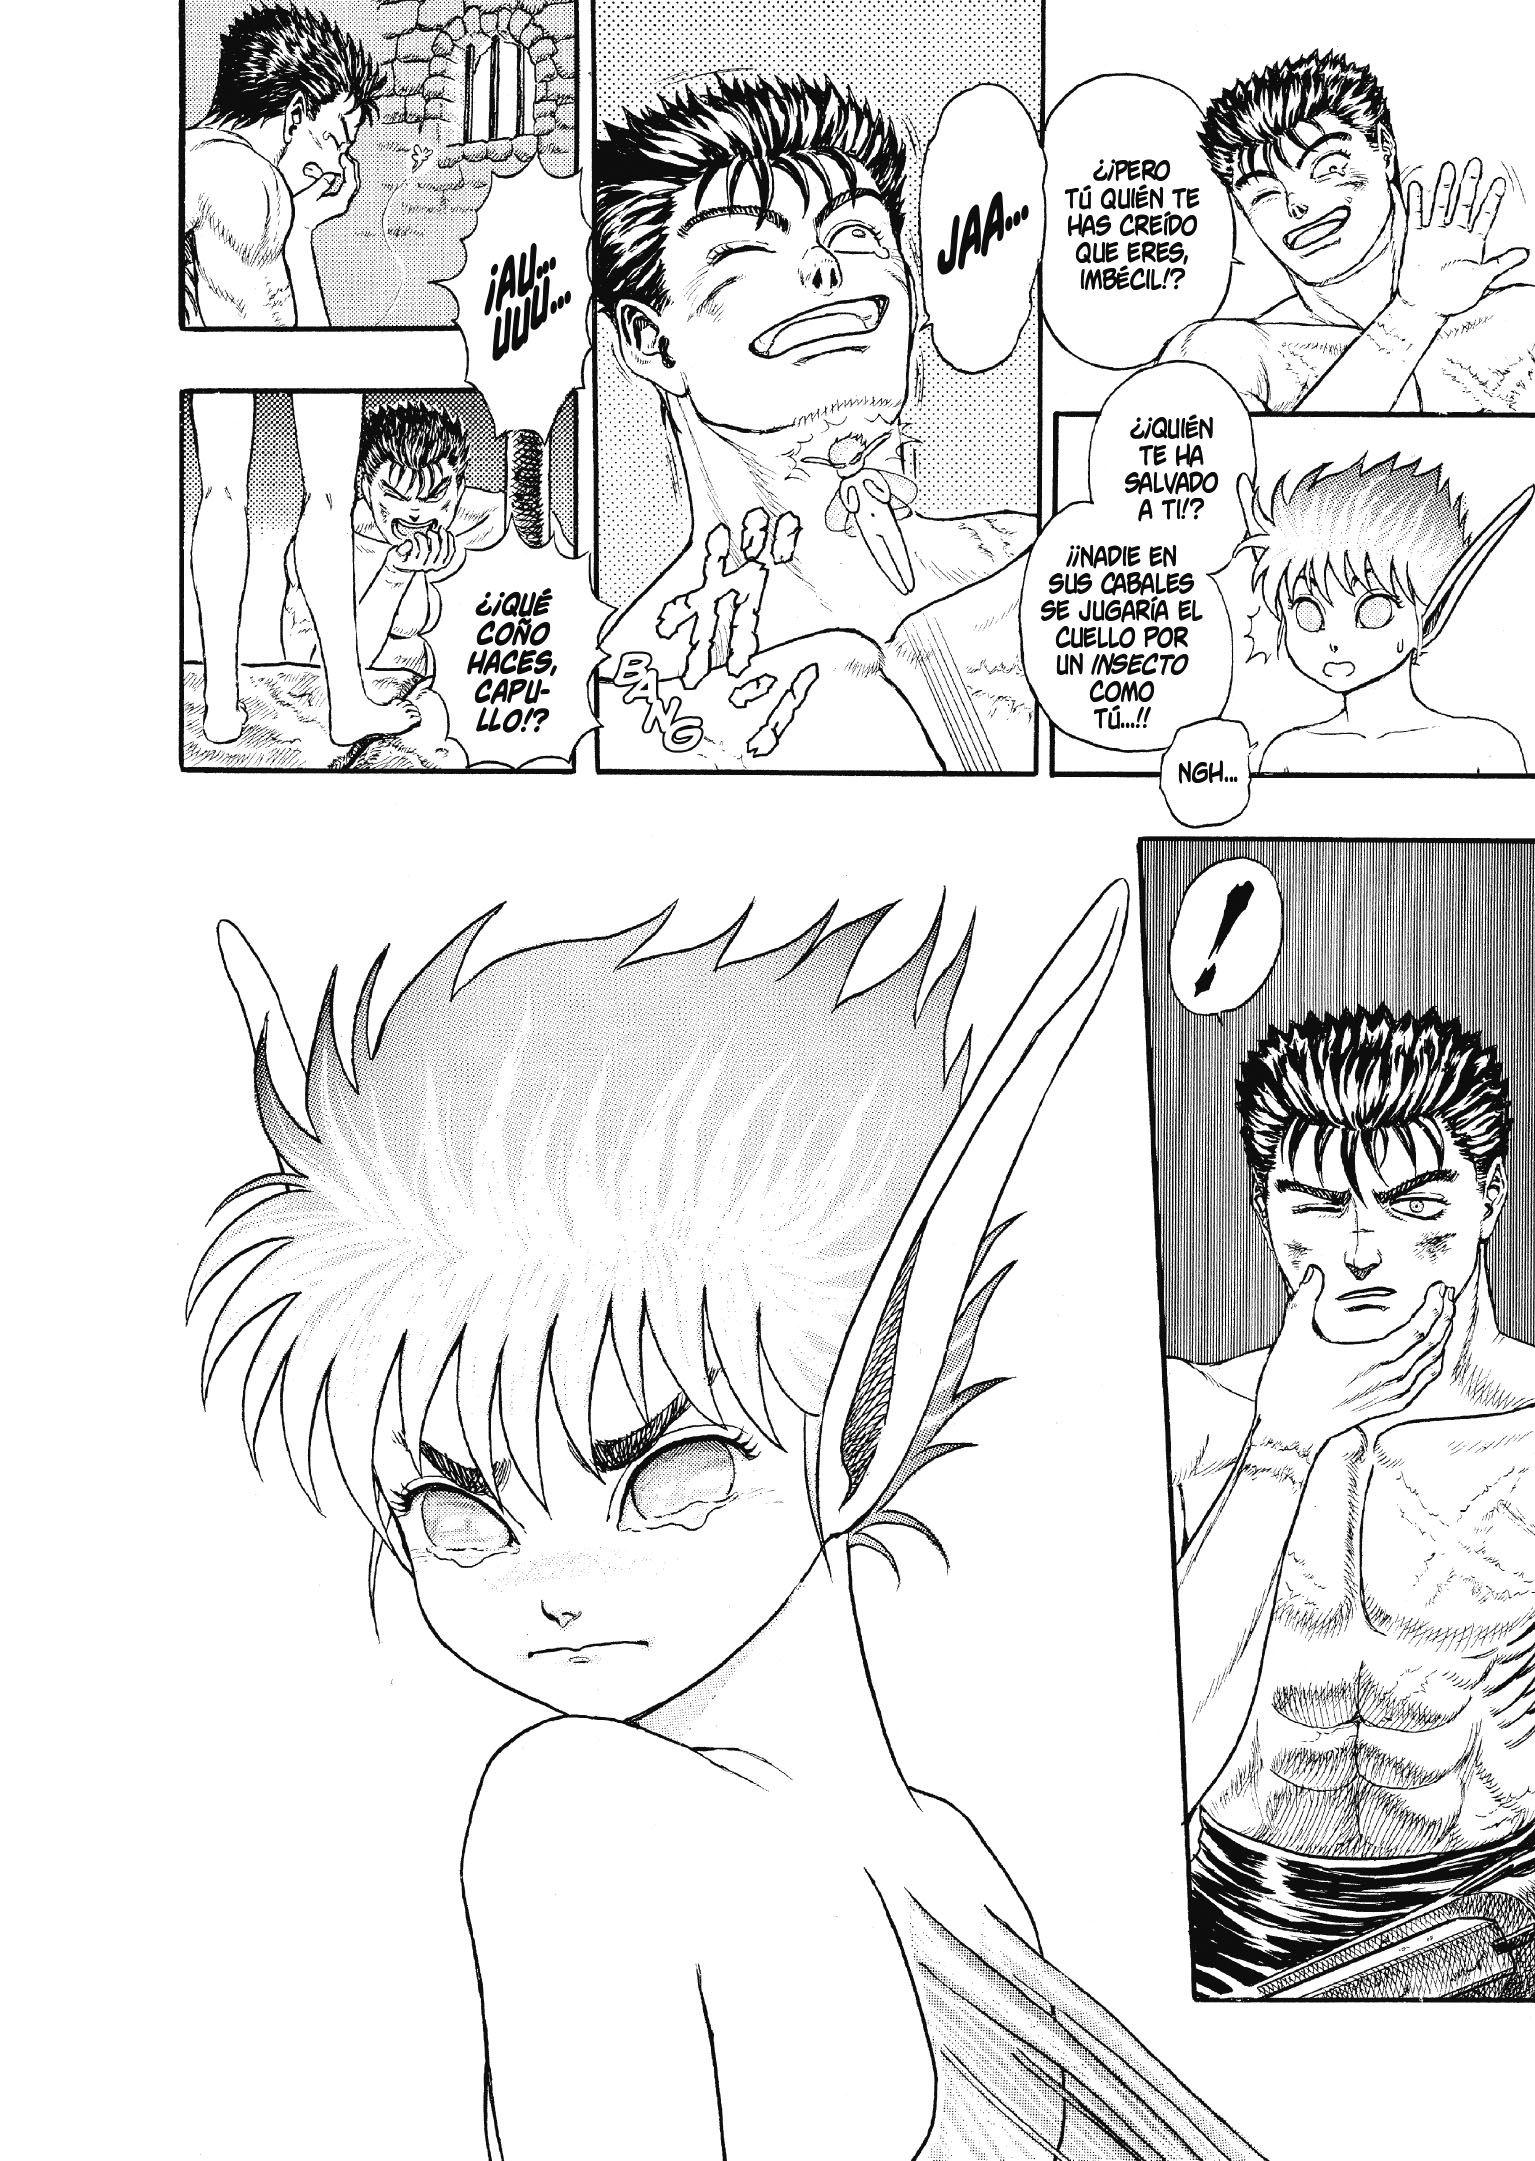 ¿¡PERO
TÚ QUIÉN TE
HAS CREÍDO
QUE ERES,
IMBÉCIL!?
¿¡QUIÉN
TE HA
SALVADO
A TI!?
¡¡NADIE EN
SUS CABALES
SE JUGARÍA EL
CUELLO POR
UN INSECTO
COMO
TÚ...!!
NGH...
JAA...
BANG
¡AU...
UUU...
¿¡QUÉ
COÑO
HACES,
CAPU-
LLO!?
!